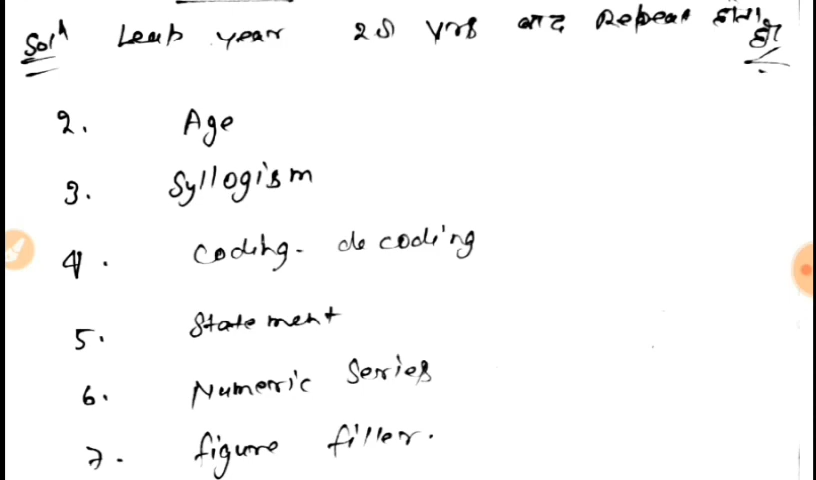 Solⁿ Leap year 28 yrs बाद Repeat होता है
2. Age
3. Syllogism
4. Coding - decoding
5. Statement
6. Numeric Series
7. figure filler.